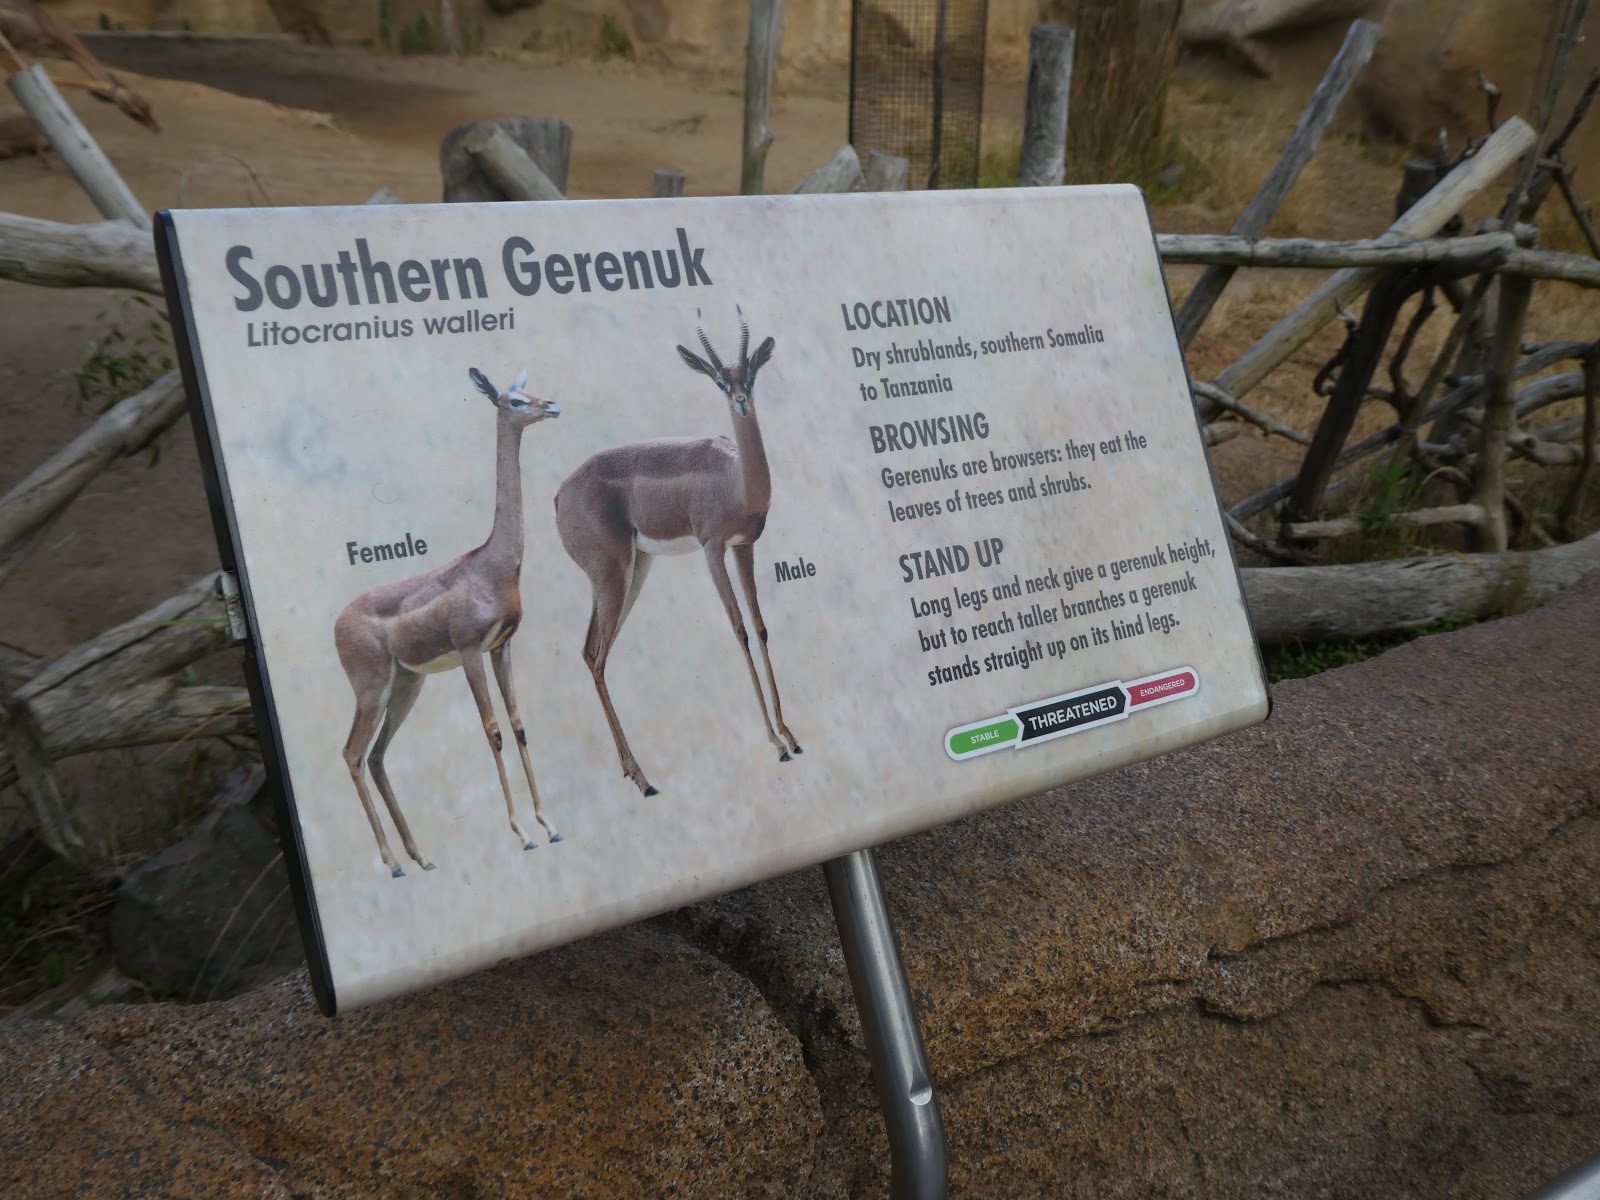 Southern Gerenuk
Litocranius walleri
Female
Male
LOCATION
Dry shrublands, southern Somalia
to Tanzania
BROWSING
Gerenuks are browsers: they eat the
leaves of trees and shrubs.
STAND UP
Long legs and neck give a gerenuk height,
but to reach taller branches a gerenuk
stands straight up on its hind legs.
STABLE THREATENED ENDANGERED